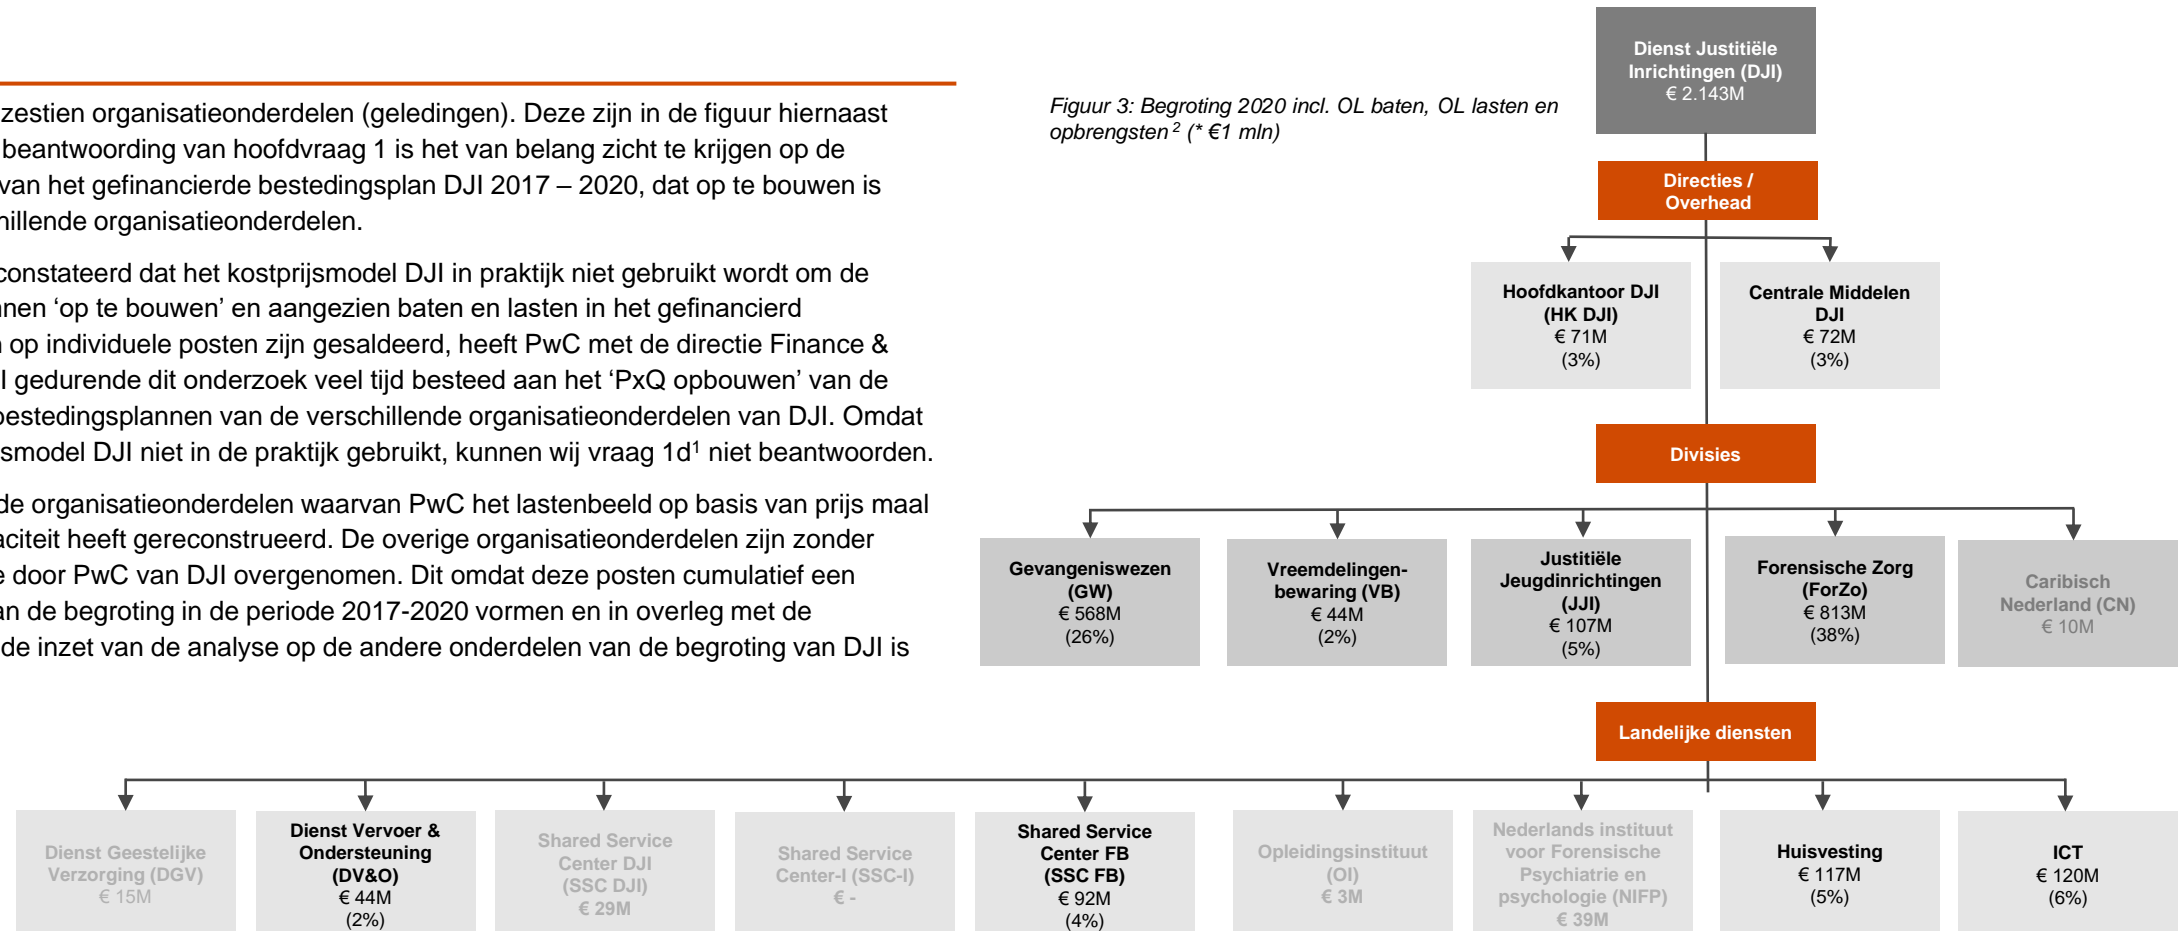 zestien organisatieonderdelen (geledingen). Deze zijn in de figuur hiernaast
beantwoording van hoofdvraag 1 is het van belang zicht te krijgen op de
van het gefinancierde bestedingsplan DJI 2017 – 2020, dat op te bouwen is
hillende organisatieonderdelen.
constateerd dat het kostprijsmodel DJI in praktijk niet gebruikt wordt om de
nnen ‘op te bouwen’ en aangezien baten en lasten in het gefinancierd
n op individuele posten zijn gesaldeerd, heeft PwC met de directie Finance &
I gedurende dit onderzoek veel tijd besteed aan het ‘PxQ opbouwen’ van de
bestedingsplannen van de verschillende organisatieonderdelen van DJI. Omdat
smodel DJI niet in de praktijk gebruikt, kunnen wij vraag 1d¹ niet beantwoorden.
de organisatieonderdelen waarvan PwC het lastenbeeld op basis van prijs maal
aciteit heeft gereconstrueerd. De overige organisatieonderdelen zijn zonder
e door PwC van DJI overgenomen. Dit omdat deze posten cumulatief een
an de begroting in de periode 2017-2020 vormen en in overleg met de
de inzet van de analyse op de andere onderdelen van de begroting van DJI is
Figuur 3: Begroting 2020 incl. OL baten, OL lasten en
opbrengsten ² (* €1 mln)
Dienst Justitiële
Inrichtingen (DJI)
€ 2.143M
Directies /
Overhead
Hoofdkantoor DJI
(HK DJI)
€ 71M
(3%)
Centrale Middelen
DJI
€ 72M
(3%)
Divisies
Gevangeniswezen
(GW)
€ 568M
(26%)
Vreemdelingen-
bewaring (VB)
€ 44M
(2%)
Justitiële
Jeugdinrichtingen
(JJI)
€ 107M
(5%)
Forensische Zorg
(ForZo)
€ 813M
(38%)
Caribisch
Nederland (CN)
€ 10M
Landelijke diensten
Dienst Geestelijke
Verzorging (DGV)
€ 15M
Dienst Vervoer &
Ondersteuning
(DV&O)
€ 44M
(2%)
Shared Service
Center DJI
(SSC DJI)
€ 29M
Shared Service
Center-I (SSC-I)
€ -
Shared Service
Center FB
(SSC FB)
€ 92M
(4%)
Opleidingsinstituut
(OI)
€ 3M
Nederlands instituut
voor Forensische
Psychiatrie en
psychologie (NIFP)
€ 39M
Huisvesting
€ 117M
(5%)
ICT
€ 120M
(6%)